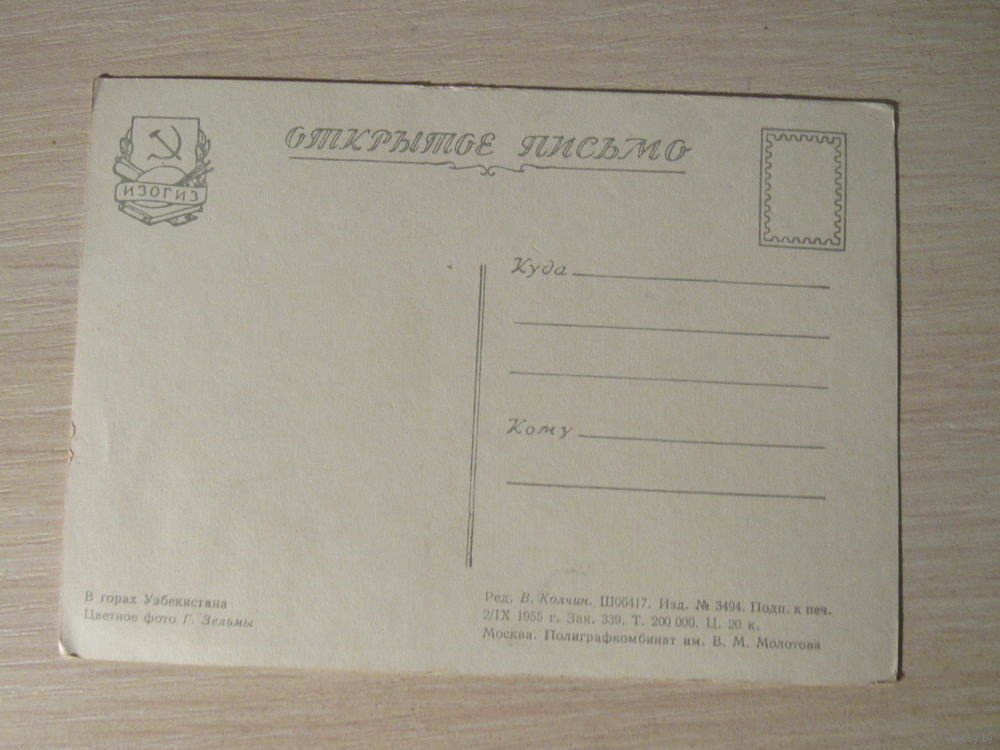 ИЗОГИЗ
ОТКРЫТОЕ ПИСЬМО
Куда
Кому
В горах Узбекистана
Цветное фото Г. Зельмы
Ред. В. Колчин. Ш06417. Изд. № 3494. Подп. к печ.
2/IX 1955 г. Зак. 339. Т. 200 000. Ц. 20 к.
Москва. Полиграфкомбинат им. В. М. Молотова